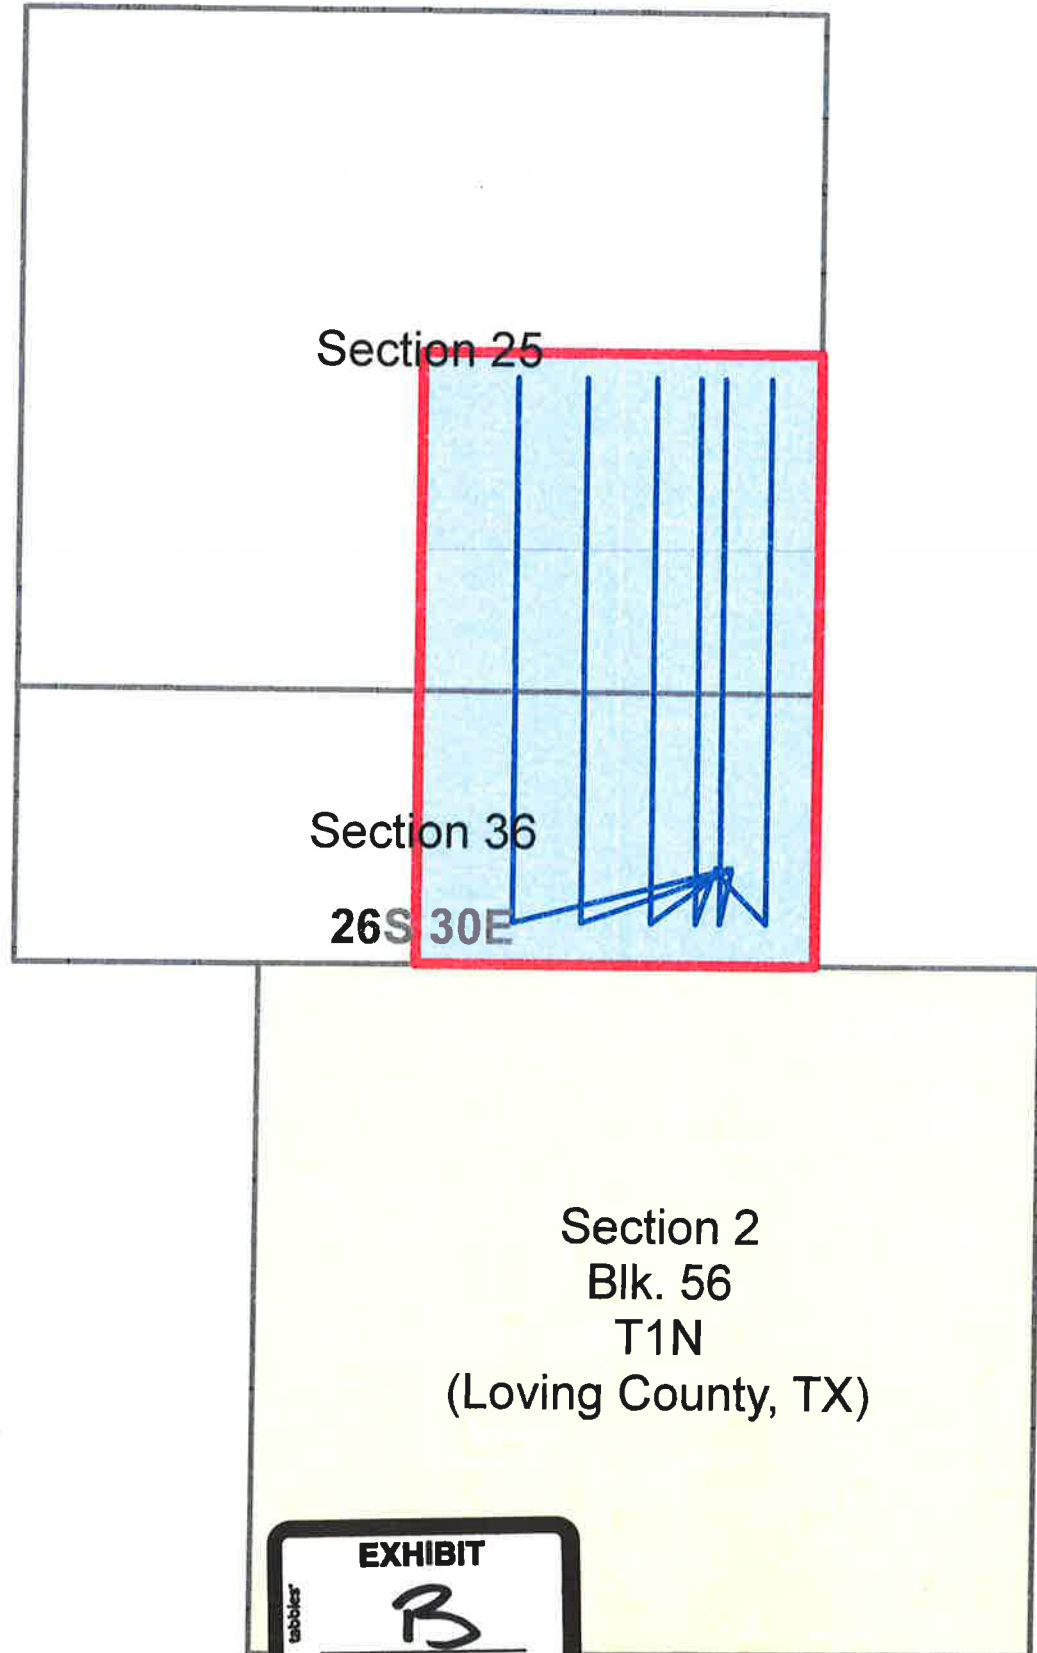 Section 25
Section 36
26S 30E
Section 2
Blk. 56
T1N
(Loving County, TX)
EXHIBIT
tabbies'
B